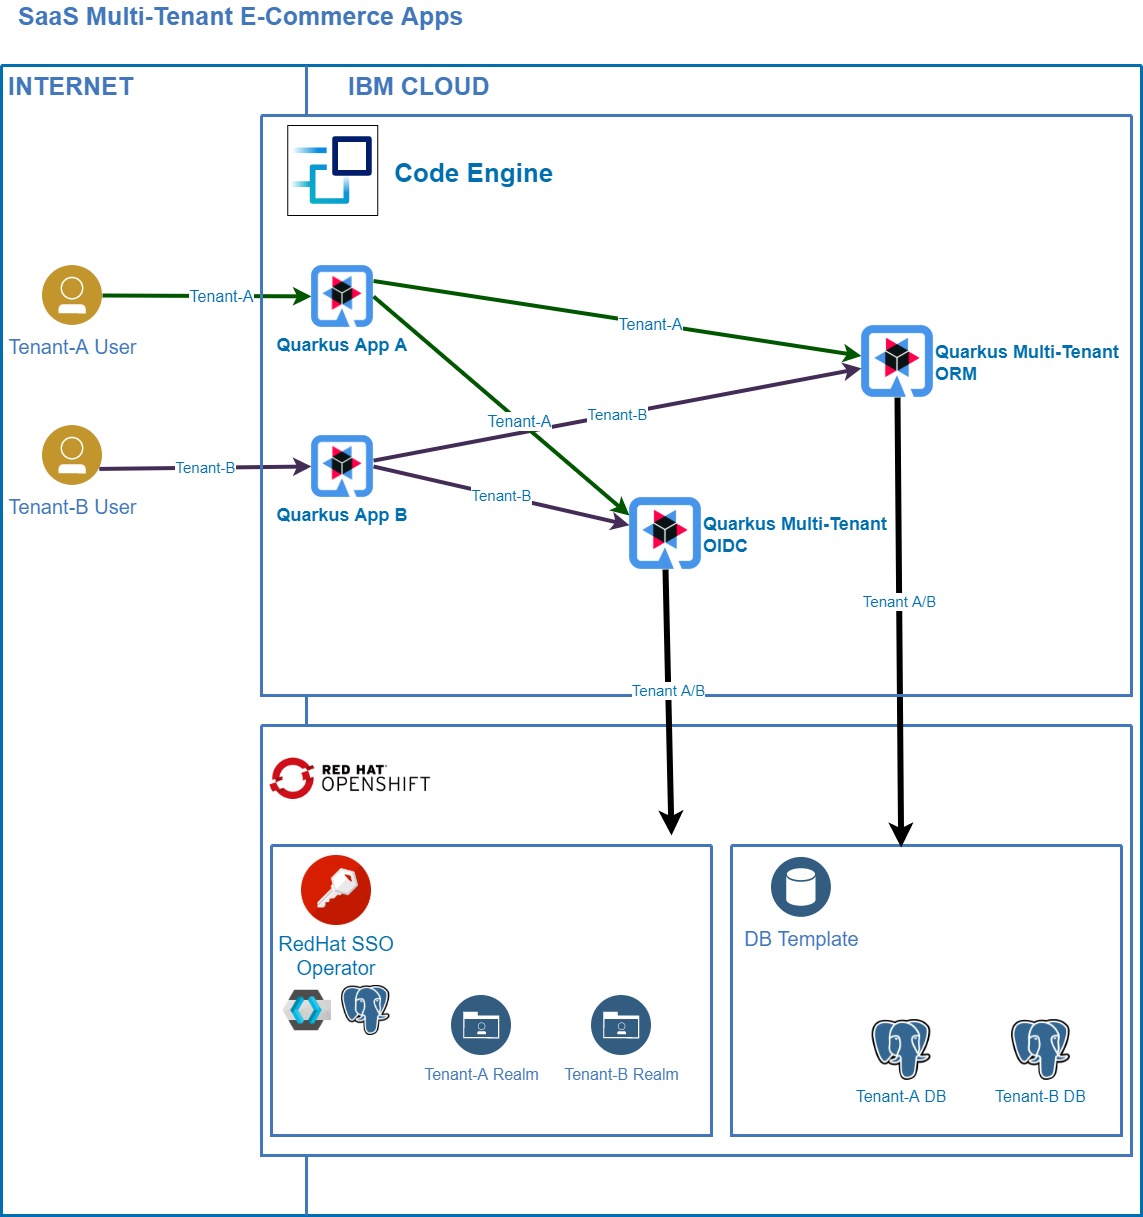 SaaS Multi-Tenant E-Commerce Apps
INTERNET
IBM CLOUD
Code Engine
Tenant-A
Tenant-A User
Quarkus App A
Tenant-A
Quarkus Multi-Tenant
ORM
Tenant-A
Tenant-B
Tenant-B
Tenant-B User
Quarkus App B
Tenant-B
Quarkus Multi-Tenant
OIDC
Tenant A/B
Tenant A/B
RED HAT
OPENSHIFT
RedHat SSO
Operator
Tenant-A Realm
Tenant-B Realm
DB Template
Tenant-A DB
Tenant-B DB